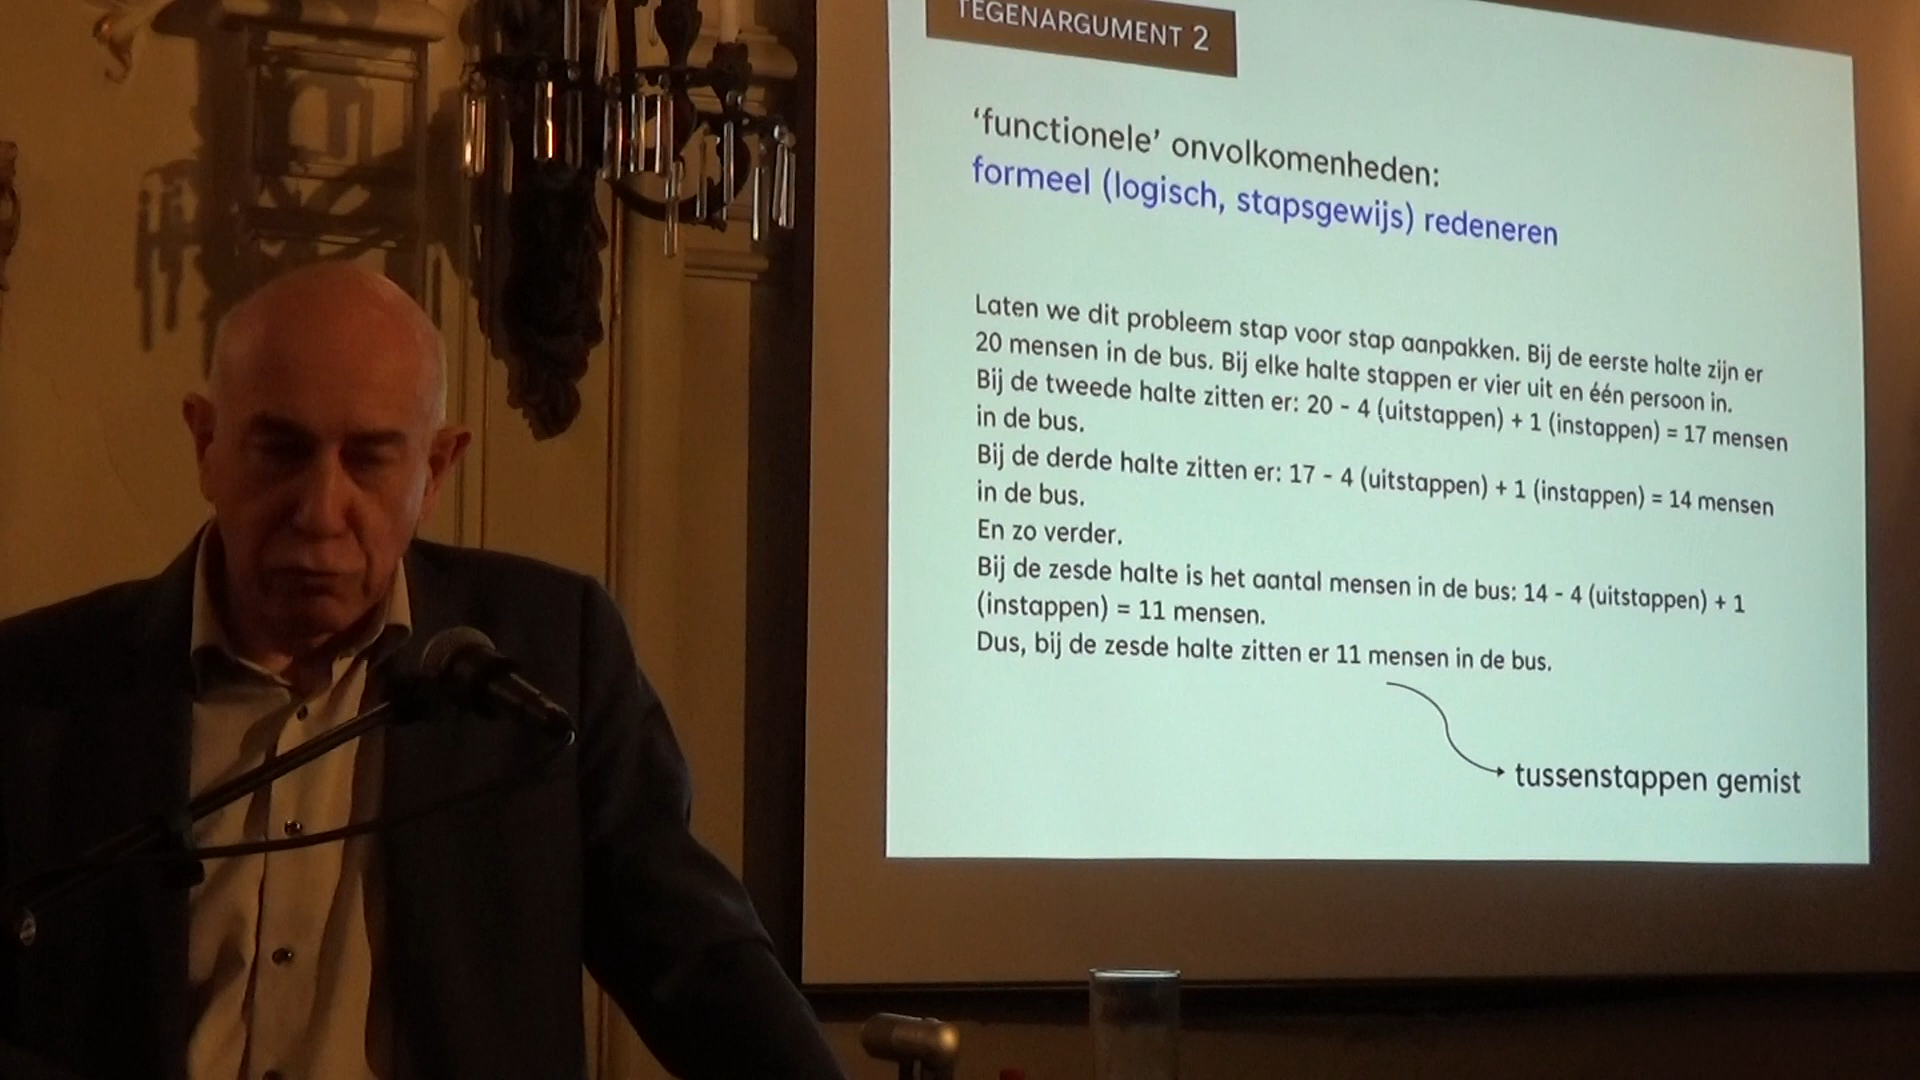 TEGENARGUMENT 2
‘functionele’ onvolkomenheden:
formeel (logisch, stapsgewijs) redeneren
Laten we dit probleem stap voor stap aanpakken. Bij de eerste halte zijn er
20 mensen in de bus. Bij elke halte stappen er vier uit en één persoon in.
Bij de tweede halte zitten er: 20 - 4 (uitstappen) + 1 (instappen) = 17 mensen
in de bus.
Bij de derde halte zitten er: 17 - 4 (uitstappen) + 1 (instappen) = 14 mensen
in de bus.
En zo verder.
Bij de zesde halte is het aantal mensen in de bus: 14 - 4 (uitstappen) + 1
(instappen) = 11 mensen.
Dus, bij de zesde halte zitten er 11 mensen in de bus.
tussenstappen gemist